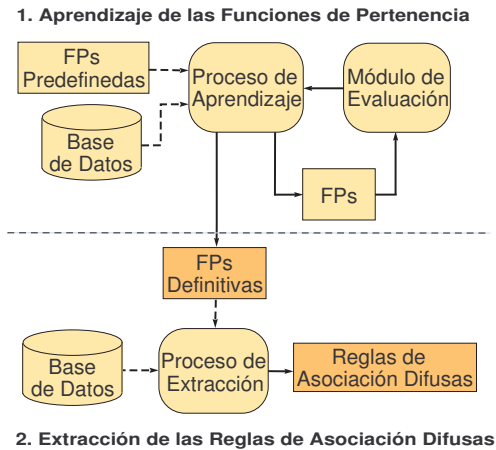 1. Aprendizaje de las Funciones de Pertenencia
FPs
Predefinedas
Proceso de
Aprendizaje
Módulo de
Evaluación
Base
de Datos
FPs
FPs
Definitivas
Base
de Datos
Proceso de
Extracción
Reglas de
Asociación Difusas
2. Extracción de las Reglas de Asociación Difusas